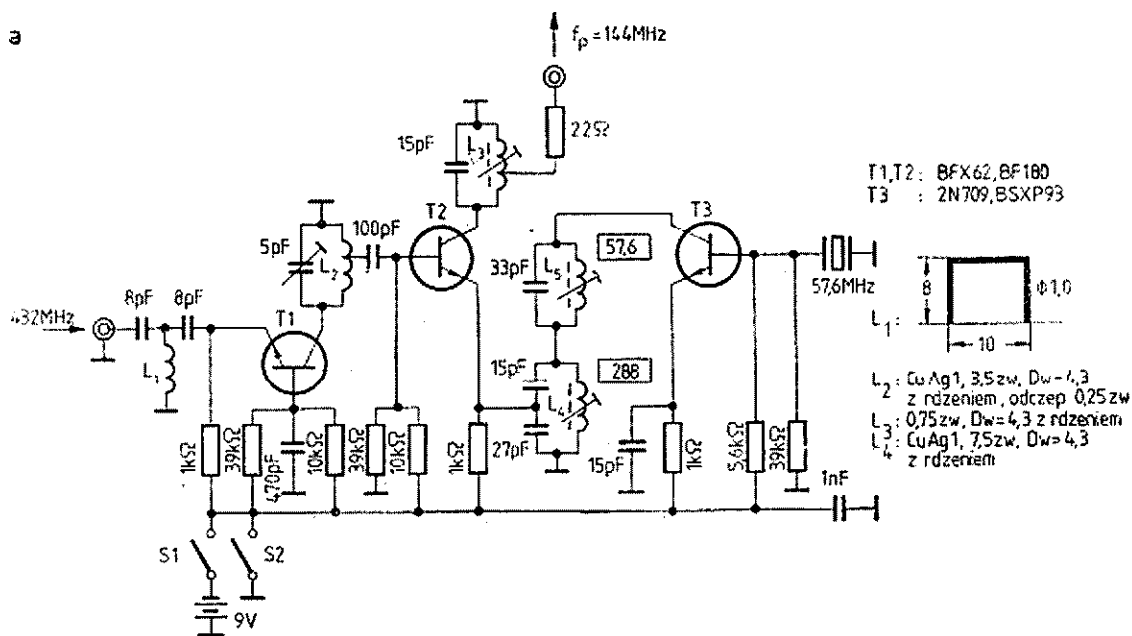 a
fp=144MHz
22Ω
15pF
L3
T2
100pF
5pF
L2
8pF
8pF
T1
432MHz
L1
33pF
L5
57,6
T3
57,6MHz
15pF
L4
288
27pF
1kΩ
39kΩ
470pF
10kΩ
39kΩ
10kΩ
1kΩ
15pF
1kΩ
5,6kΩ
39kΩ
1nF
S1
S2
9V
T1,T2: BFX62, BF180
T3 : 2N709, BSXP93
8
ϕ1,0
L1:
10
L2: CuAg1, 3,5zw, Dw=4,3
z rdzeniem, odczep 0,25zw
L3: 0,75zw, Dw=4,3 z rdzeniem
L4: CuAg1, 7,5zw, Dw=4,3
z rdzeniem